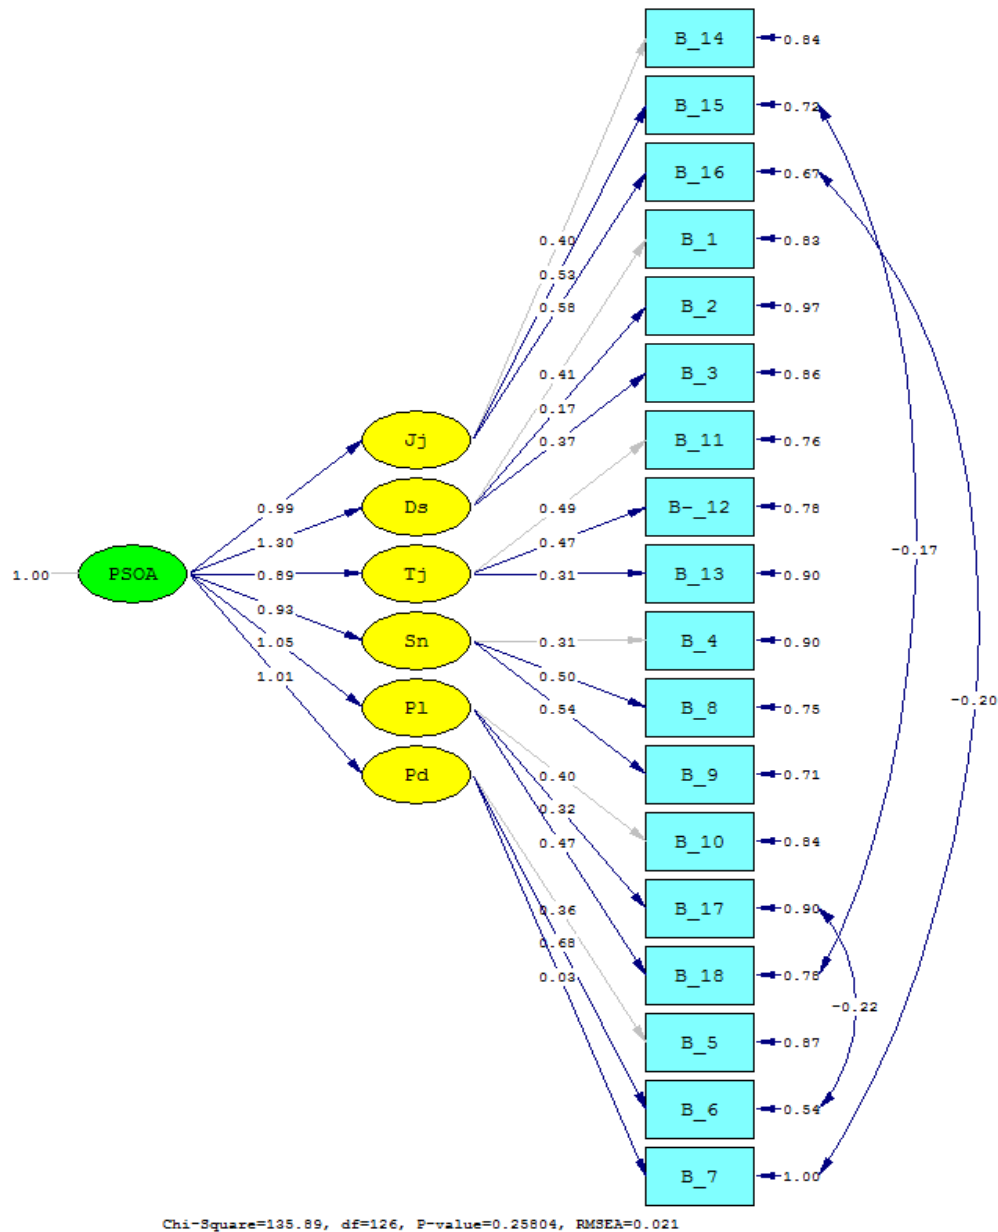 B_14 0.84
B_15 0.72
B_16 0.67
0.40 B_1 0.83
0.53
0.58 B_2 0.97
0.41 B_3 0.86
0.17
0.37
Jj B_11 0.76
0.99 Ds 0.49 B-_12 0.78
1.30 0.47
-0.17
1.00 PSOA 0.89 Tj 0.31 B_13 0.90
0.93
1.05 Sn 0.31 B_4 0.90
1.01 0.50
Pl 0.54 B_8 0.75
-0.20
Pd 0.40 B_9 0.71
0.32
0.47 B_10 0.84
0.36 B_17 0.90
0.68
0.03 B_18 0.78
-0.22
B_5 0.87
B_6 0.54
B_7 1.00
Chi-Square=135.89, df=126, P-value=0.25804, RMSEA=0.021